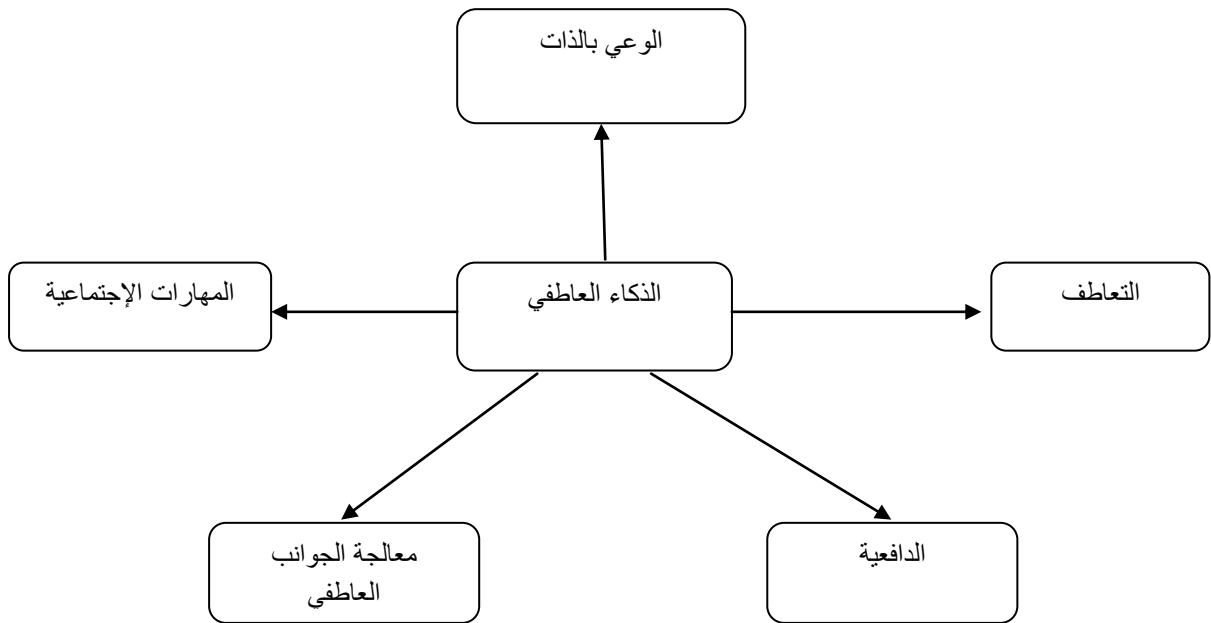 الوعي بالذات
التعاطف
الذكاء العاطفي
المهارات الإجتماعية
الدافعية
معالجة الجوانب
العاطفي